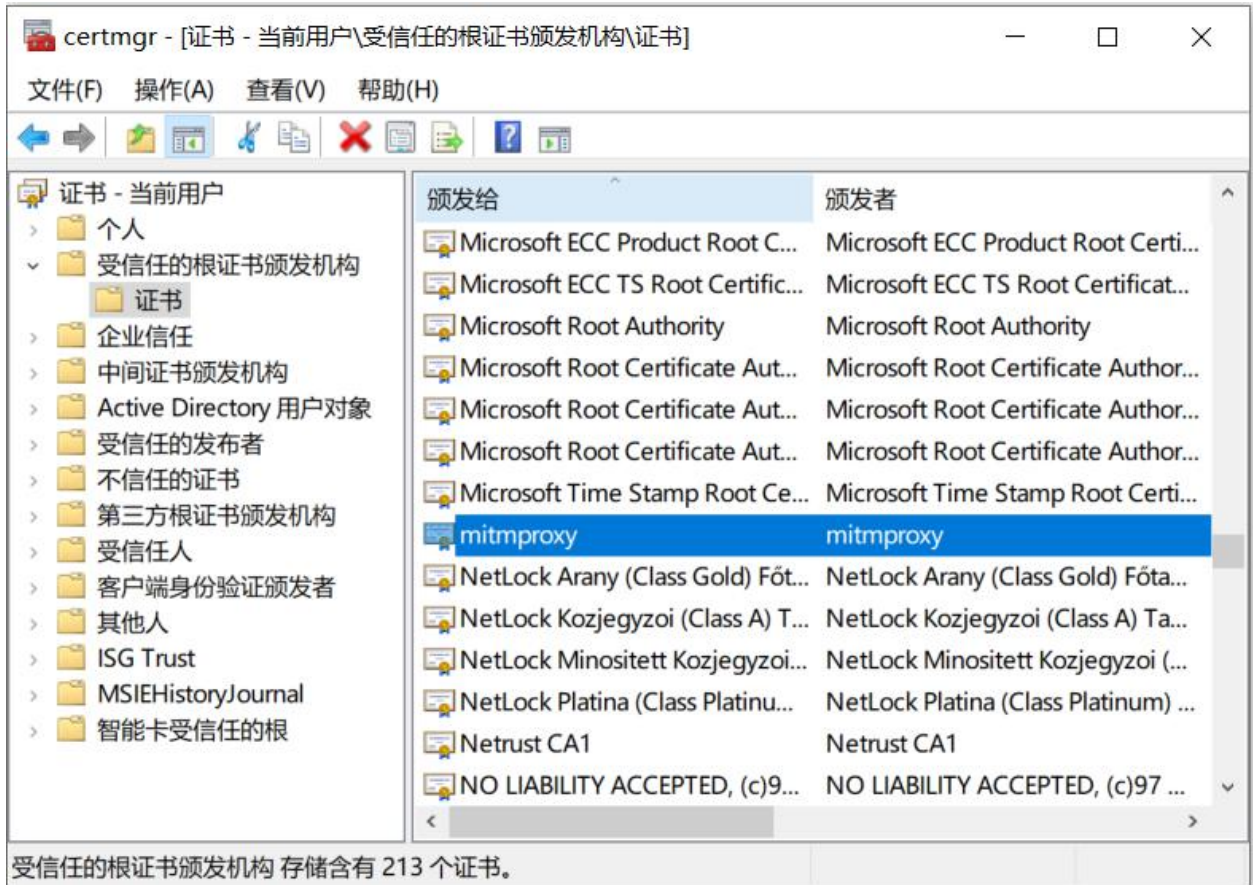 certmgr - [证书 - 当前用户\受信任的根证书颁发机构\证书]
文件(F) 操作(A) 查看(V) 帮助(H)
证书 - 当前用户
个人
受信任的根证书颁发机构
证书
企业信任
中间证书颁发机构
Active Directory 用户对象
受信任的发布者
不信任的证书
第三方根证书颁发机构
受信任人
客户端身份验证颁发者
其他人
ISG Trust
MSIEHistoryJournal
智能卡受信任的根
颁发给 颁发者
Microsoft ECC Product Root C... Microsoft ECC Product Root Certi...
Microsoft ECC TS Root Certific... Microsoft ECC TS Root Certificat...
Microsoft Root Authority Microsoft Root Authority
Microsoft Root Certificate Aut... Microsoft Root Certificate Author...
Microsoft Root Certificate Aut... Microsoft Root Certificate Author...
Microsoft Root Certificate Aut... Microsoft Root Certificate Author...
Microsoft Time Stamp Root Ce... Microsoft Time Stamp Root Certi...
mitmproxy mitmproxy
NetLock Arany (Class Gold) Főt... NetLock Arany (Class Gold) Főta...
NetLock Kozjegyzoi (Class A) T... NetLock Kozjegyzoi (Class A) Ta...
NetLock Minositett Kozjegyzoi... NetLock Minositett Kozjegyzoi (...
NetLock Platina (Class Platinu... NetLock Platina (Class Platinum) ...
Netrust CA1 Netrust CA1
NO LIABILITY ACCEPTED, (c)9... NO LIABILITY ACCEPTED, (c)97 ...
受信任的根证书颁发机构 存储含有 213 个证书。